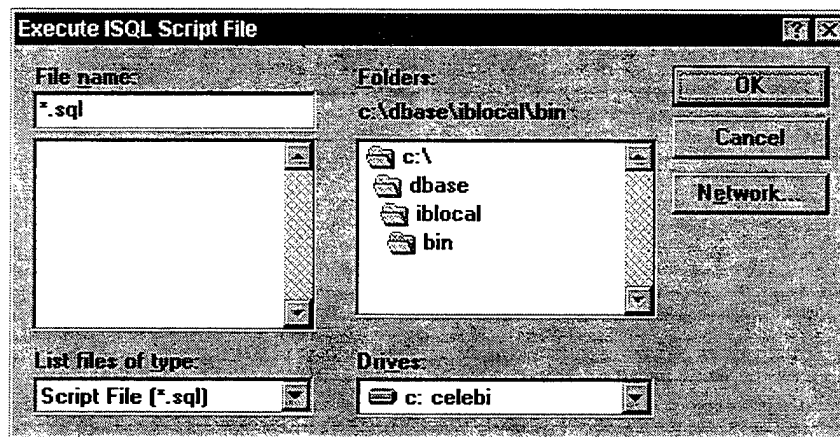 Execute ISQL Script File
File name:
*.sql
Folders:
c:\dbase\iblocal\bin
c:\
dbase
iblocal
bin
OK
Cancel
Network...
List files of type:
Script File (*.sql)
Drives:
c: celebi